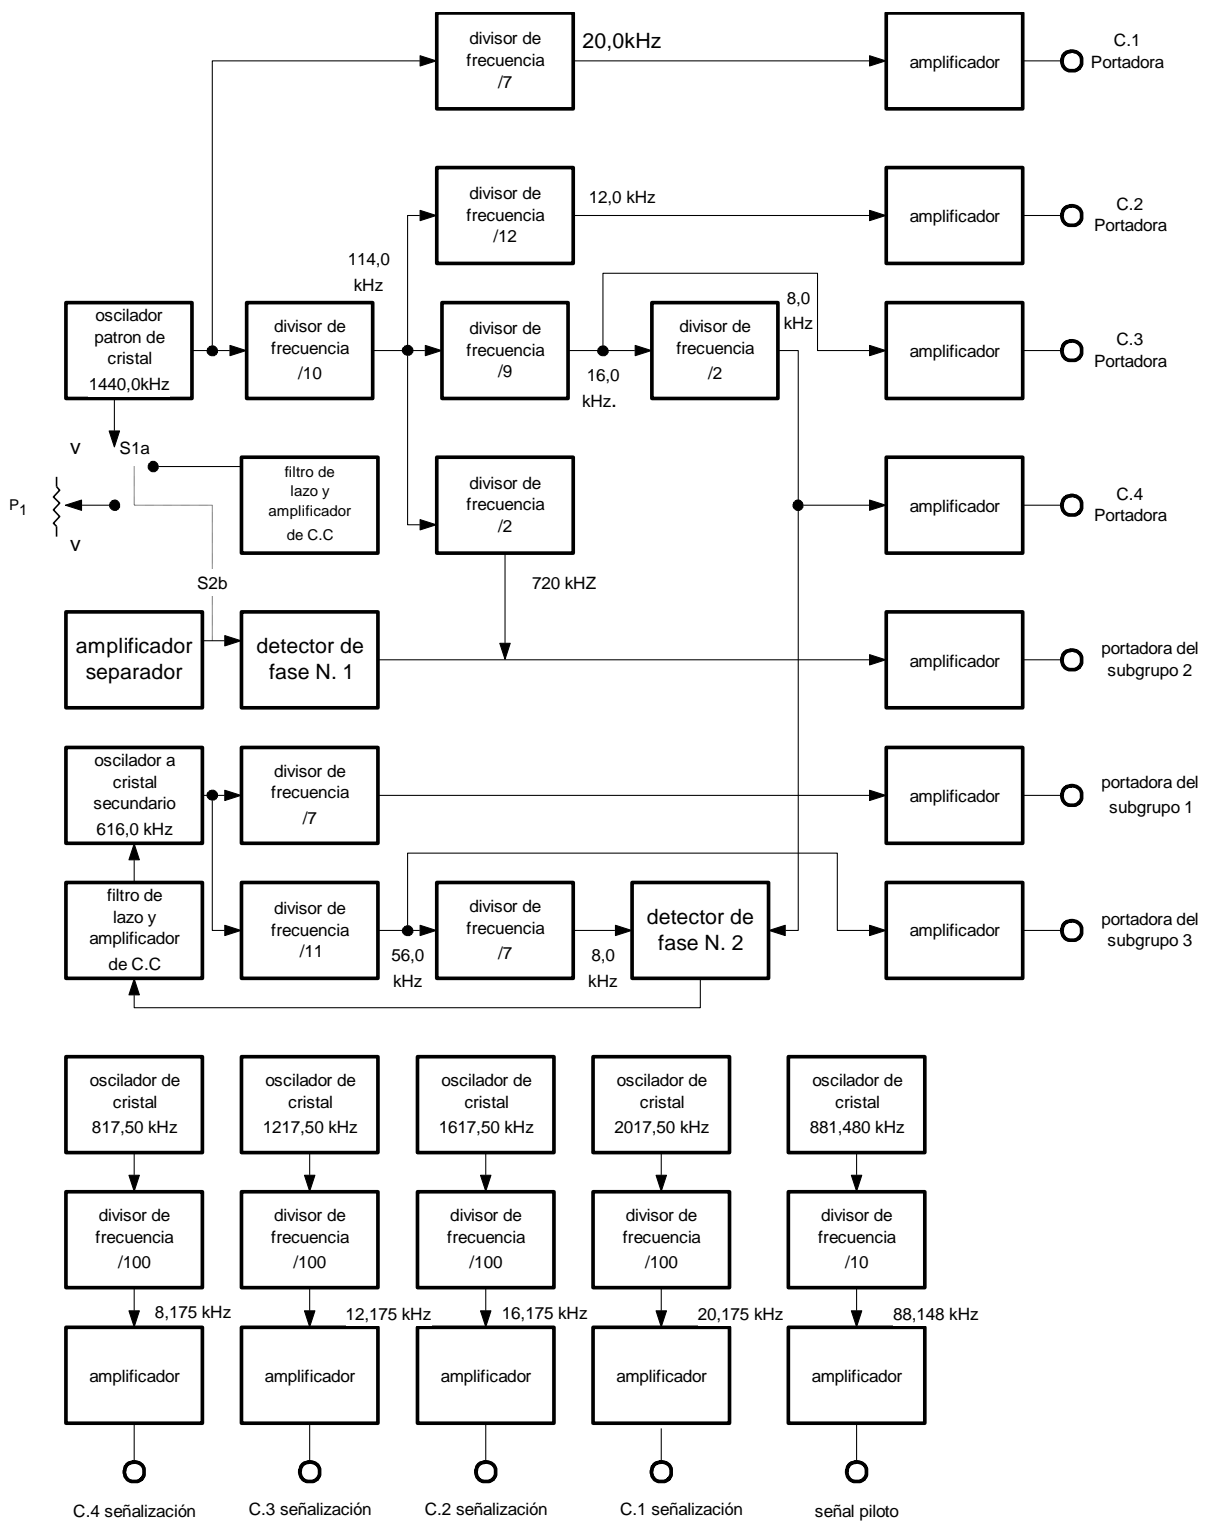 divisor de
frecuencia
/7
20,0kHz
amplificador
C.1
Portadora
divisor de
frecuencia
/12
12,0 kHz
amplificador
C.2
Portadora
114,0
kHz
oscilador
patron de
cristal
1440,0kHz
divisor de
frecuencia
/10
divisor de
frecuencia
/9
16,0
kHz.
divisor de
frecuencia
/2
8,0
kHz
amplificador
C.3
Portadora
V
S1a
P1
V
filtro de
lazo y
amplificador
de C.C
divisor de
frecuencia
/2
amplificador
C.4
Portadora
S2b
720 kHZ
amplificador
separador
detector de
fase N. 1
amplificador
portadora del
subgrupo 2
oscilador a
cristal
secundario
616,0 kHz
divisor de
frecuencia
/7
amplificador
portadora del
subgrupo 1
filtro de
lazo y
amplificador
de C.C
divisor de
frecuencia
/11
56,0
kHz
divisor de
frecuencia
/7
8,0
kHz
detector de
fase N. 2
amplificador
portadora del
subgrupo 3
oscilador de
cristal
817,50 kHz
oscilador de
cristal
1217,50 kHz
oscilador de
cristal
1617,50 kHz
oscilador de
cristal
2017,50 kHz
oscilador de
cristal
881,480 kHz
divisor de
frecuencia
/100
divisor de
frecuencia
/100
divisor de
frecuencia
/100
divisor de
frecuencia
/100
divisor de
frecuencia
/10
8,175 kHz
12,175 kHz
16,175 kHz
20,175 kHz
88,148 kHz
amplificador
amplificador
amplificador
amplificador
amplificador
C.4 señalización
C.3 señalización
C.2 señalización
C.1 señalización
señal piloto